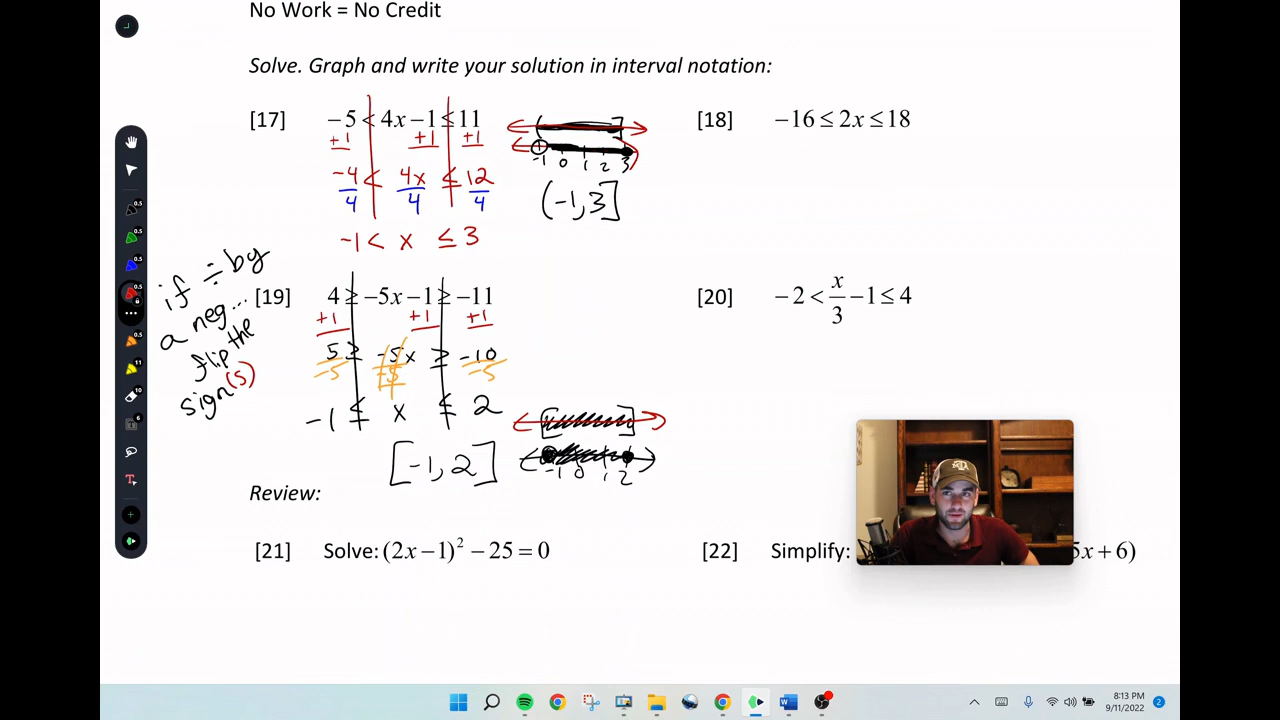 No Work = No Credit
Solve. Graph and write your solution in interval notation:
[17] −5 < 4x − 1 ≤ 11
+1 +1 +1
-4 < 4x ≤ 12
4 4 4
-1 < x ≤ 3
-1 0 1 2 3
(-1, 3]
[18] −16 ≤ 2x ≤ 18
if ÷ by
a neg...
flip the
sign(s)
[19] 4 ≥ −5x − 1 ≥ −11
+1 +1 +1
5 ≥ -5x ≥ -10
-5 -5 -5
-1 ≤ x ≤ 2
[-1, 2]
-1 0 1 2
[20] −2 < x/3 − 1 ≤ 4
Review:
[21] Solve: (2x − 1)² − 25 = 0
[22] Simplify: 5x + 6)
8:13 PM
9/11/2022